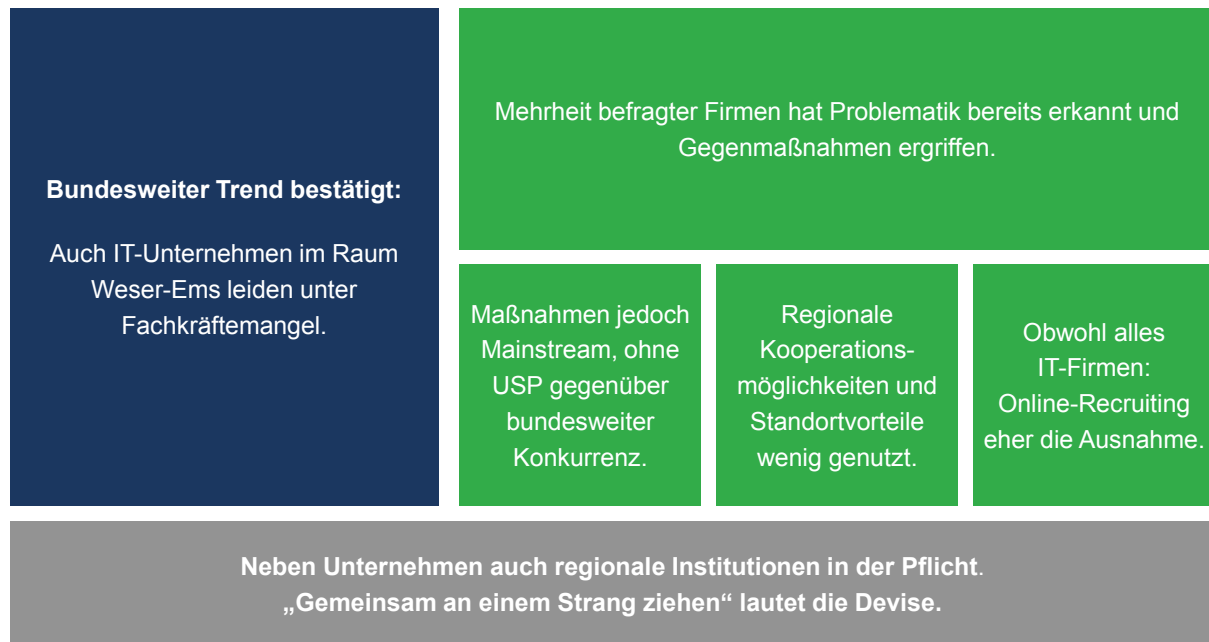 Bundesweiter Trend bestätigt:
Auch IT-Unternehmen im Raum
Weser-Ems leiden unter
Fachkräftemangel.
Mehrheit befragter Firmen hat Problematik bereits erkannt und
Gegenmaßnahmen ergriffen.
Maßnahmen jedoch
Mainstream, ohne
USP gegenüber
bundesweiter
Konkurrenz.
Regionale
Kooperations-
möglichkeiten und
Standortvorteile
wenig genutzt.
Obwohl alles
IT-Firmen:
Online-Recruiting
eher die Ausnahme.
Neben Unternehmen auch regionale Institutionen in der Pflicht.
„Gemeinsam an einem Strang ziehen“ lautet die Devise.